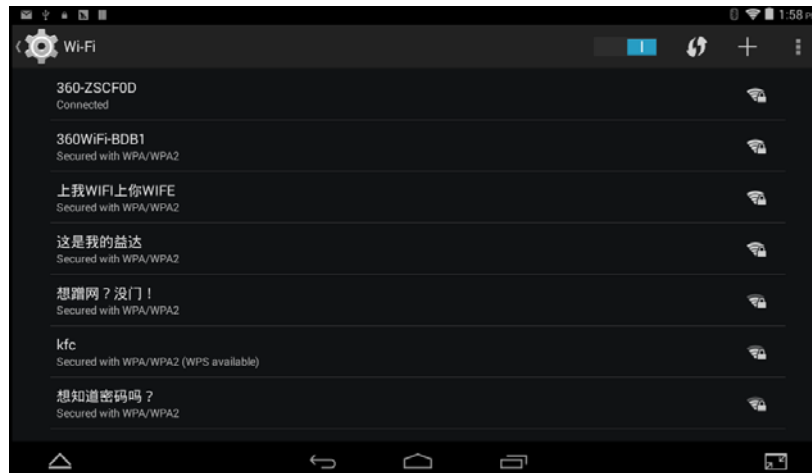 1:58 P
Wi-Fi
360-ZSCF0D
Connected
360WiFi-BDB1
Secured with WPA/WPA2
上我WIFI上你WIFE
Secured with WPA/WPA2
这是我的益达
Secured with WPA/WPA2
想蹭网？没门！
Secured with WPA/WPA2
kfc
Secured with WPA/WPA2 (WPS available)
想知道密码吗？
Secured with WPA/WPA2